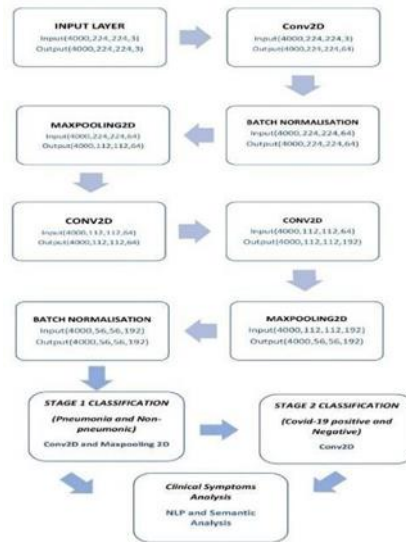 INPUT LAYER
Input(4000,224,224,3)
Output(4000,224,224,3)
Conv2D
Input(4000,224,224,3)
Output(4000,224,224,64)
BATCH NORMALISATION
Input(4000,224,224,64)
Output(4000,224,224,64)
MAXPOOLING2D
Input(4000,224,224,64)
Output(4000,112,112,64)
CONV2D
Input(4000,112,112,64)
Output(4000,112,112,64)
CONV2D
Input(4000,112,112,64)
Output(4000,112,112,192)
MAXPOOLING2D
Input(4000,112,112,192)
Output(4000,56,56,192)
BATCH NORMALISATION
Input(4000,56,56,192)
Output(4000,56,56,192)
STAGE 1 CLASSIFICATION
(Pneumonia and Non-
pneumonic)
Conv2D and Maxpooling 2D
STAGE 2 CLASSIFICATION
(Covid-19 positive and
Negative)
Conv2D
Clinical Symptoms
Analysis
NLP and Semantic
Analysis